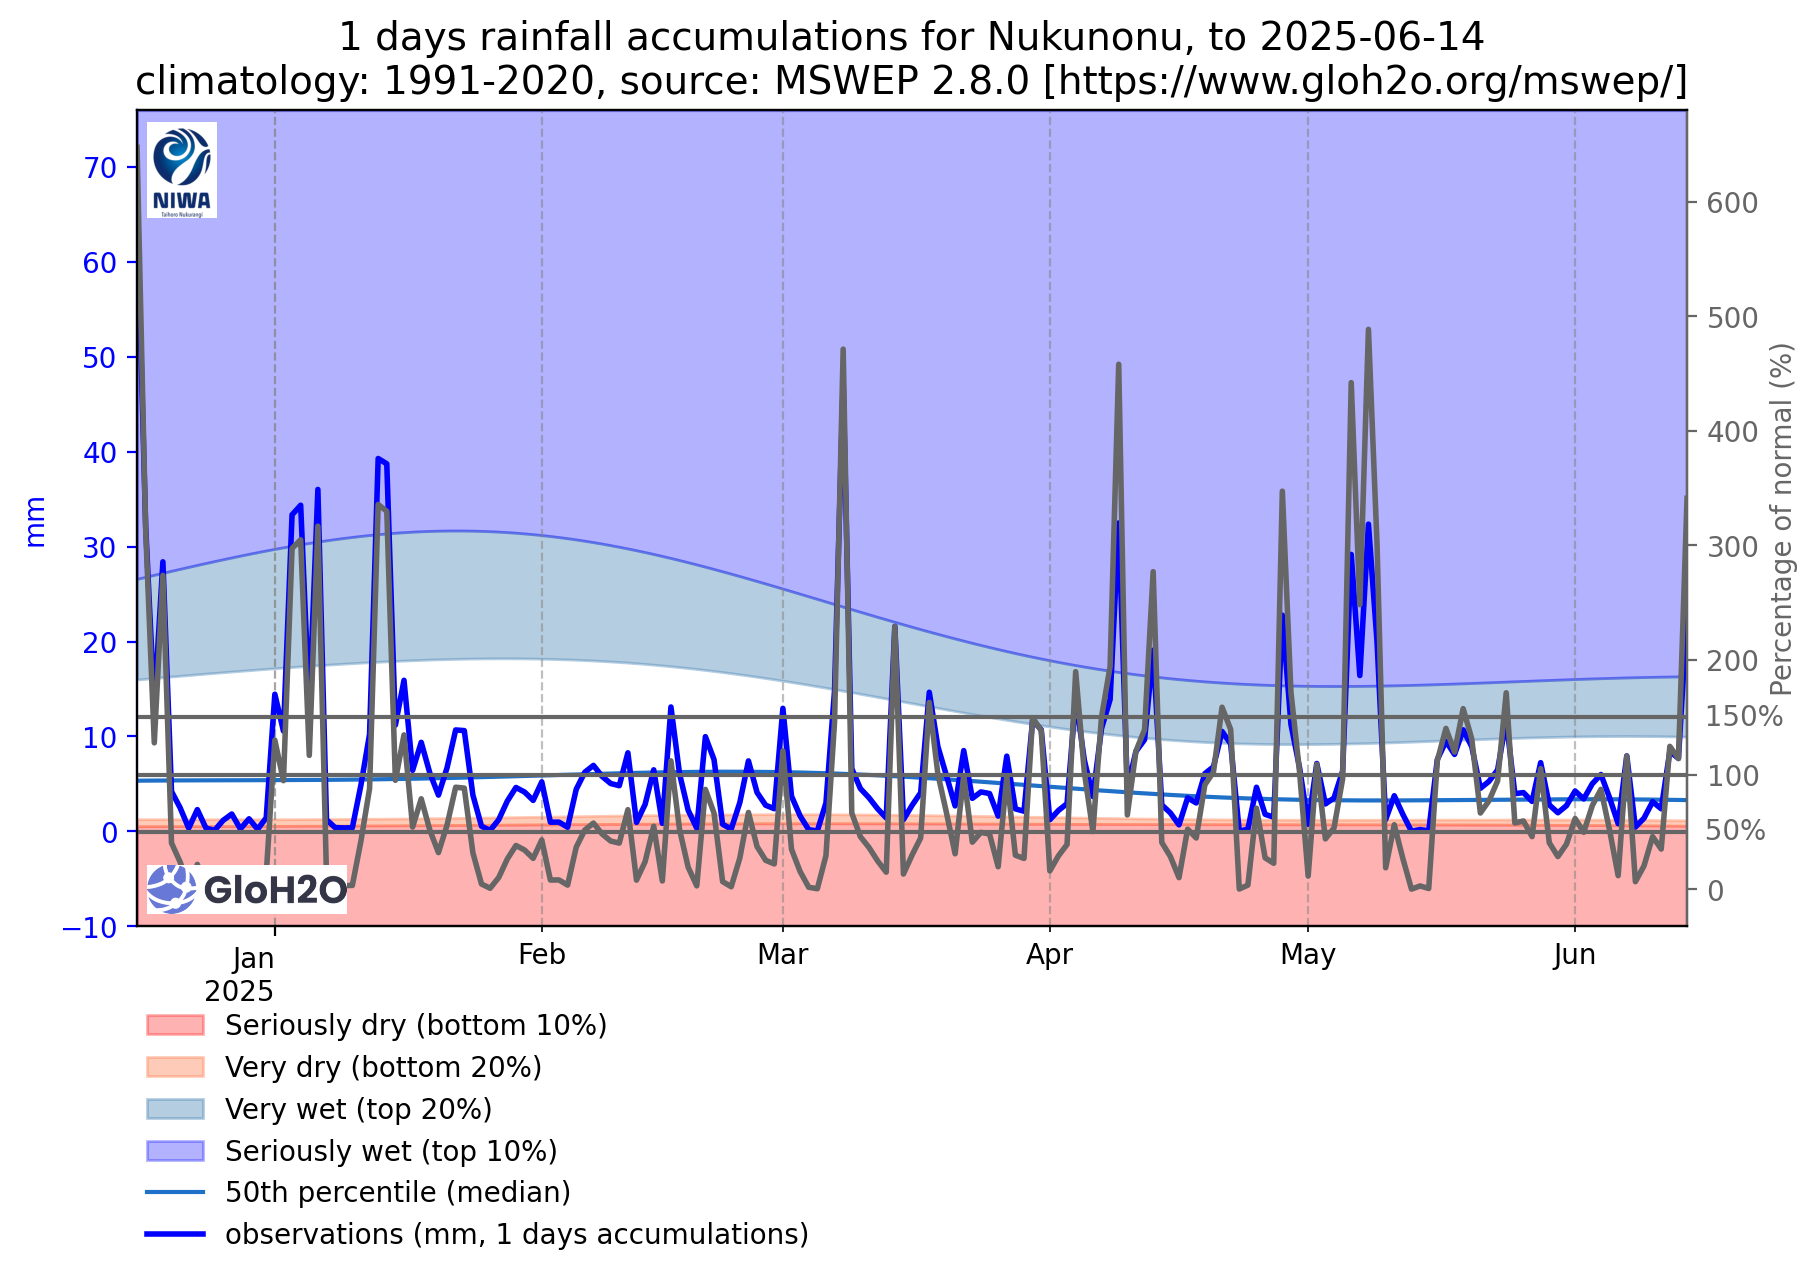 1 days rainfall accumulations for Nukunonu, to 2025-06-14
climatology: 1991-2020, source: MSWEP 2.8.0 [https://www.gloh2o.org/mswep/]
NIWA
Taihoro Nukurangi
70
60
50
40
30
20
10
0
−10
mm
600
500
400
300
200
150%
100
50%
0
Percentage of normal (%)
GloH2O
Jan
2025
Feb
Mar
Apr
May
Jun
Seriously dry (bottom 10%)
Very dry (bottom 20%)
Very wet (top 20%)
Seriously wet (top 10%)
50th percentile (median)
observations (mm, 1 days accumulations)